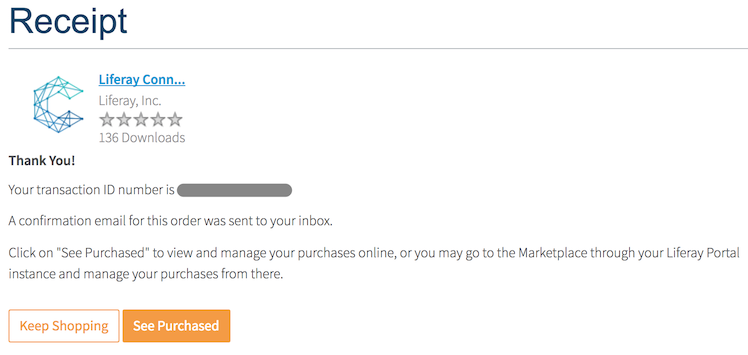 Receipt
Liferay Conn...
Liferay, Inc.
136 Downloads
Thank You!
Your transaction ID number is
A confirmation email for this order was sent to your inbox.
Click on "See Purchased" to view and manage your purchases online, or you may go to the Marketplace through your Liferay Portal
instance and manage your purchases from there.
Keep Shopping See Purchased